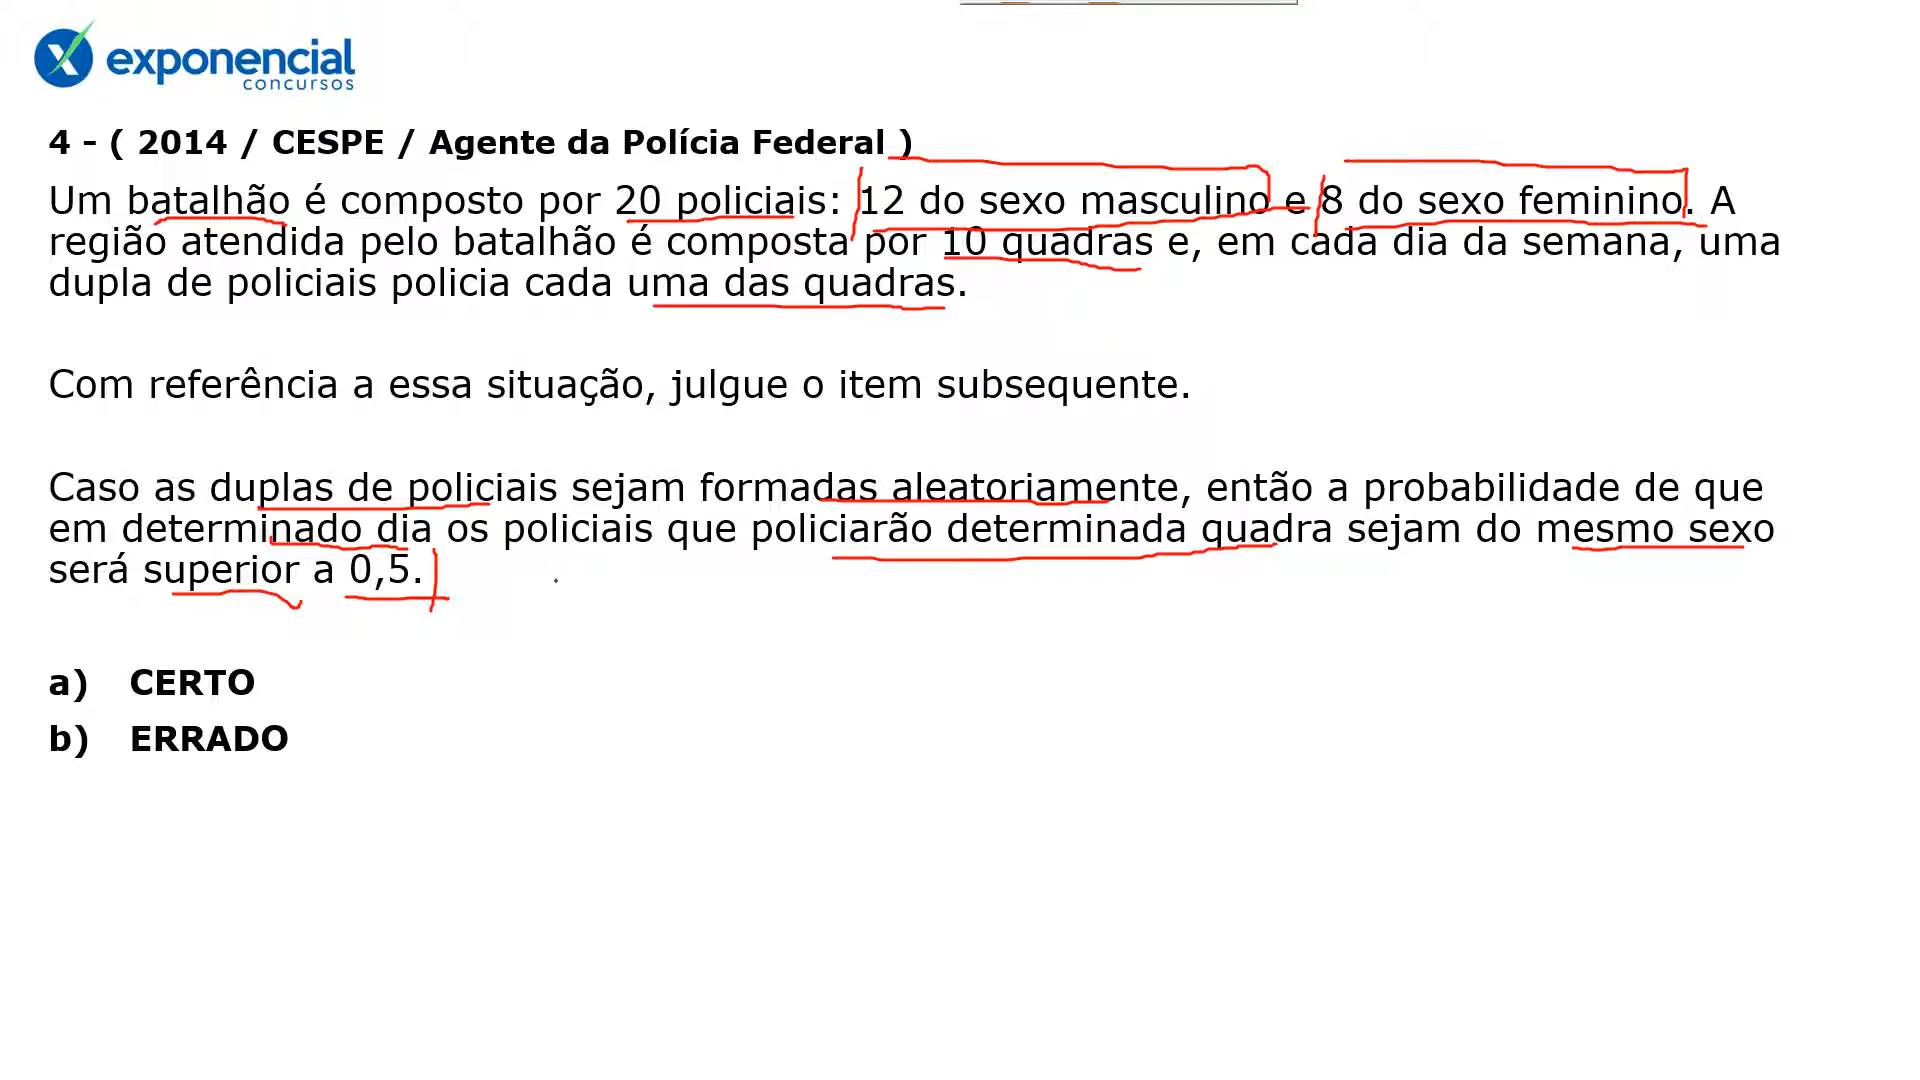 exponencial
concursos
4 - ( 2014 / CESPE / Agente da Polícia Federal )
Um batalhão é composto por 20 policiais: 12 do sexo masculino e 8 do sexo feminino. A
região atendida pelo batalhão é composta por 10 quadras e, em cada dia da semana, uma
dupla de policiais policia cada uma das quadras.
Com referência a essa situação, julgue o item subsequente.
Caso as duplas de policiais sejam formadas aleatoriamente, então a probabilidade de que
em determinado dia os policiais que policiarão determinada quadra sejam do mesmo sexo
será superior a 0,5.
a) CERTO
b) ERRADO